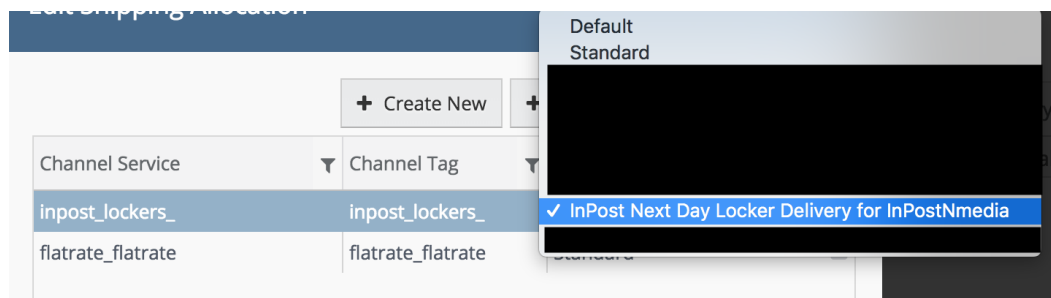 Edit Shipping Allocation
Default
Standard
+ Create New
+
Channel Service
Channel Tag
inpost_lockers_
inpost_lockers_
✓ InPost Next Day Locker Delivery for InPostNmedia
flatrate_flatrate
flatrate_flatrate
Standard